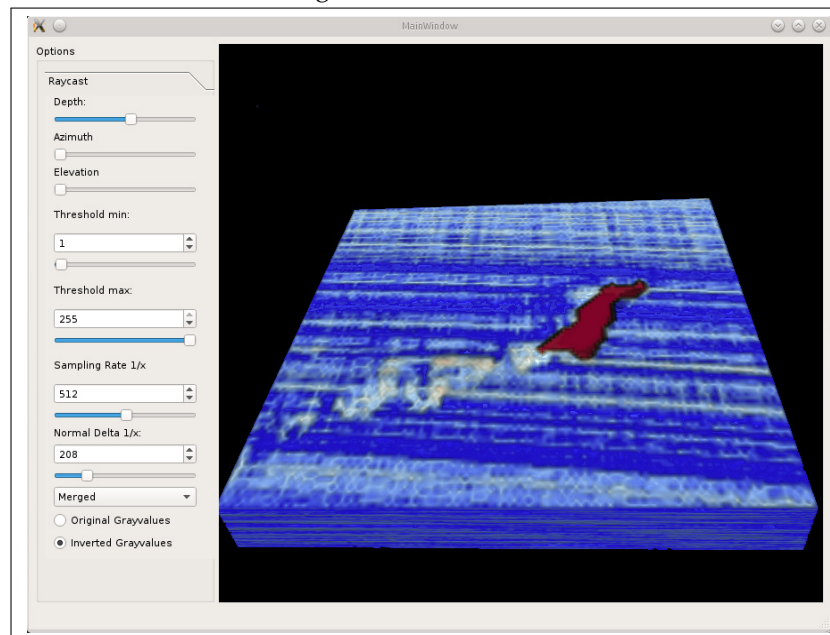 MainWindow
Options
Raycast
Depth:
Azimuth
Elevation
Threshold min:
1
Threshold max:
255
Sampling Rate 1/x
512
Normal Delta 1/x:
208
Merged
Original Grayvalues
Inverted Grayvalues